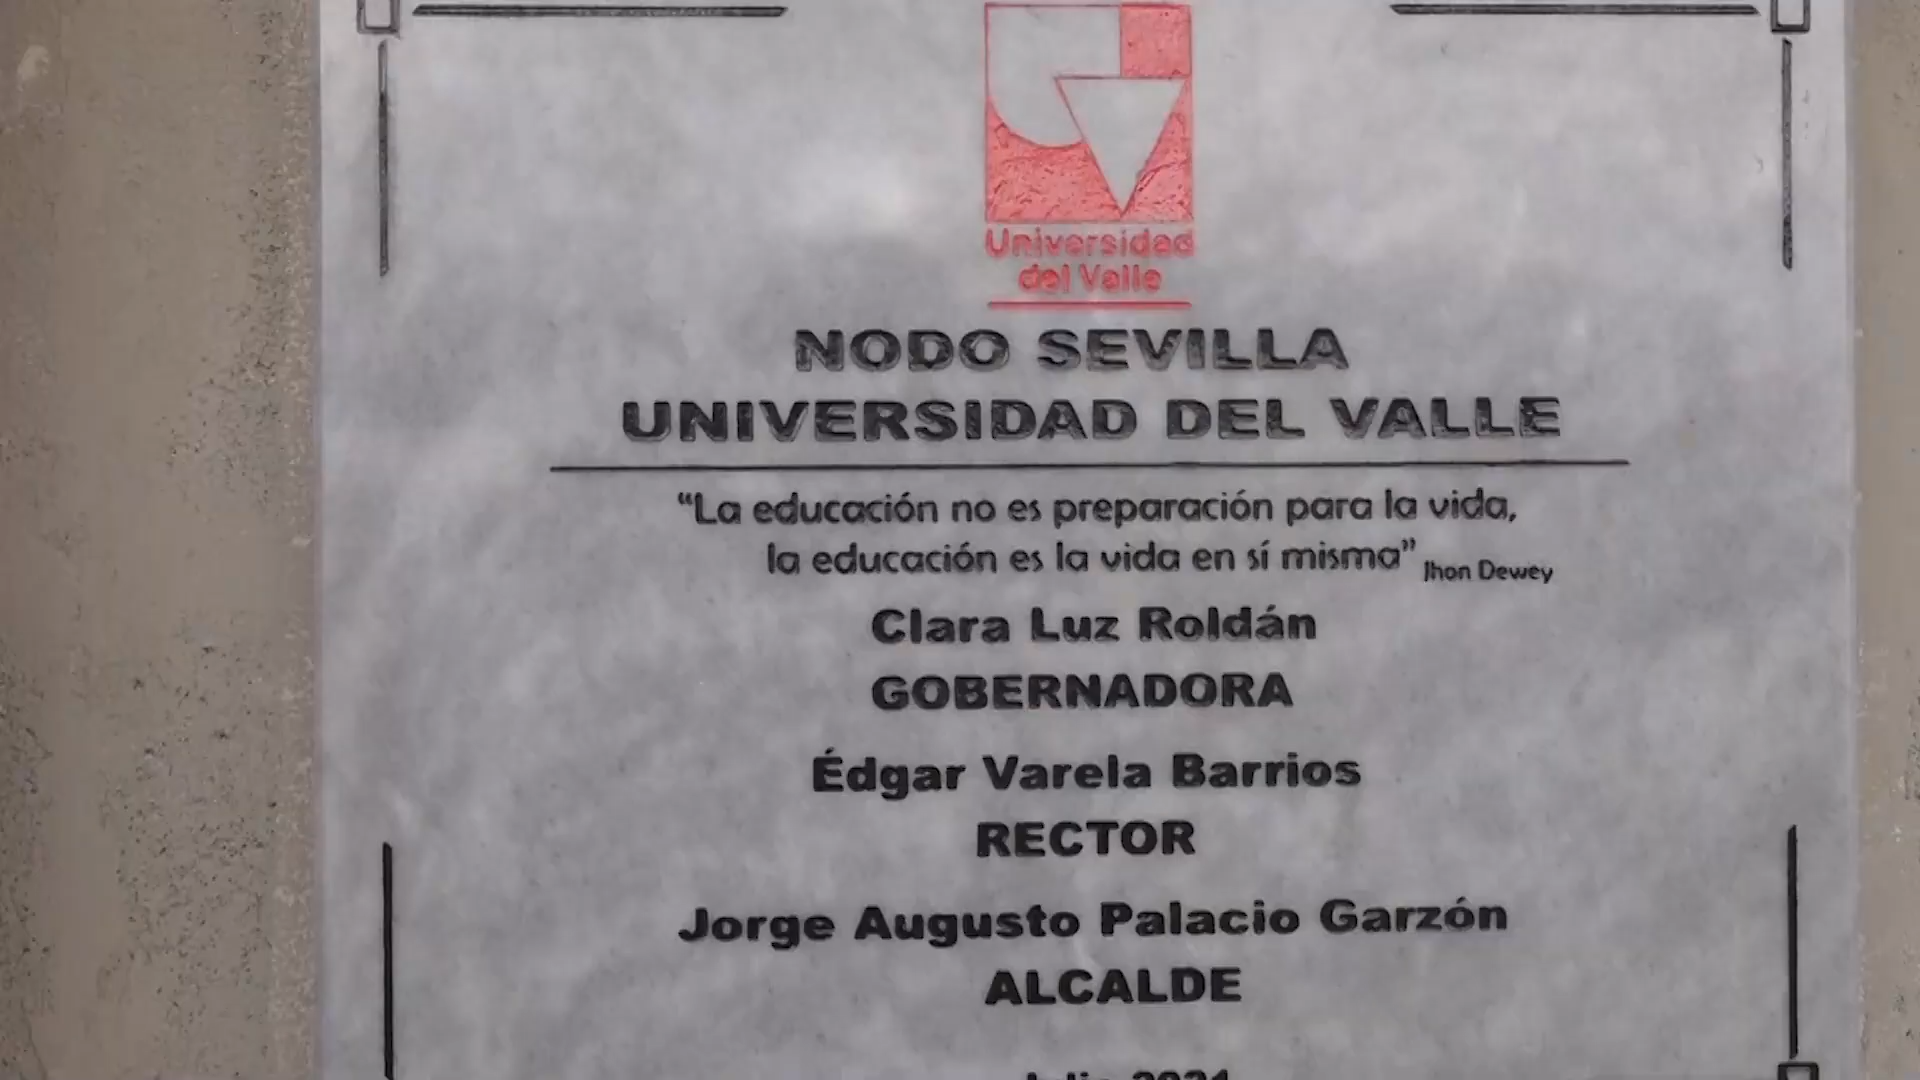 Universidad
del Valle
NODO SEVILLA
UNIVERSIDAD DEL VALLE
“La educación no es preparación para la vida,
la educación es la vida en sí misma” Jhon Dewey
Clara Luz Roldán
GOBERNADORA
Édgar Varela Barrios
RECTOR
Jorge Augusto Palacio Garzón
ALCALDE